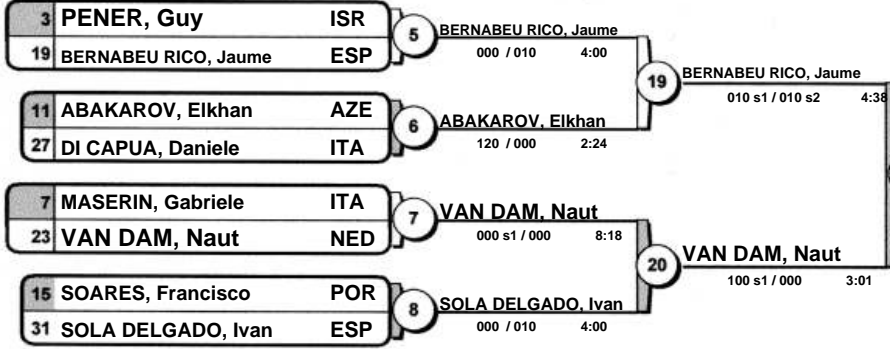 3 PENER, Guy ISR
19 BERNABEU RICO, Jaume ESP
5
BERNABEU RICO, Jaume
000 / 010 4:00
11 ABAKAROV, Elkhan AZE
27 DI CAPUA, Daniele ITA
6
ABAKAROV, Elkhan
120 / 000 2:24
19
BERNABEU RICO, Jaume
010 s1 / 010 s2 4:38
7 MASERIN, Gabriele ITA
23 VAN DAM, Naut NED
7
VAN DAM, Naut
000 s1 / 000 8:18
15 SOARES, Francisco POR
31 SOLA DELGADO, Ivan ESP
8
SOLA DELGADO, Ivan
000 / 010 4:00
20
VAN DAM, Naut
100 s1 / 000 3:01